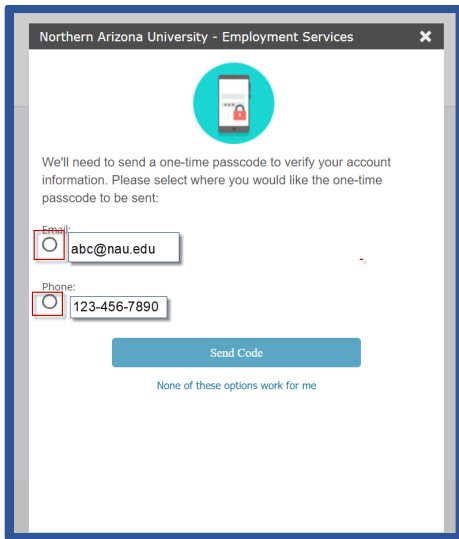 Northern Arizona University - Employment Services
We'll need to send a one-time passcode to verify your account
information. Please select where you would like the one-time
passcode to be sent:
Email:
abc@nau.edu
Phone:
123-456-7890
Send Code
None of these options work for me